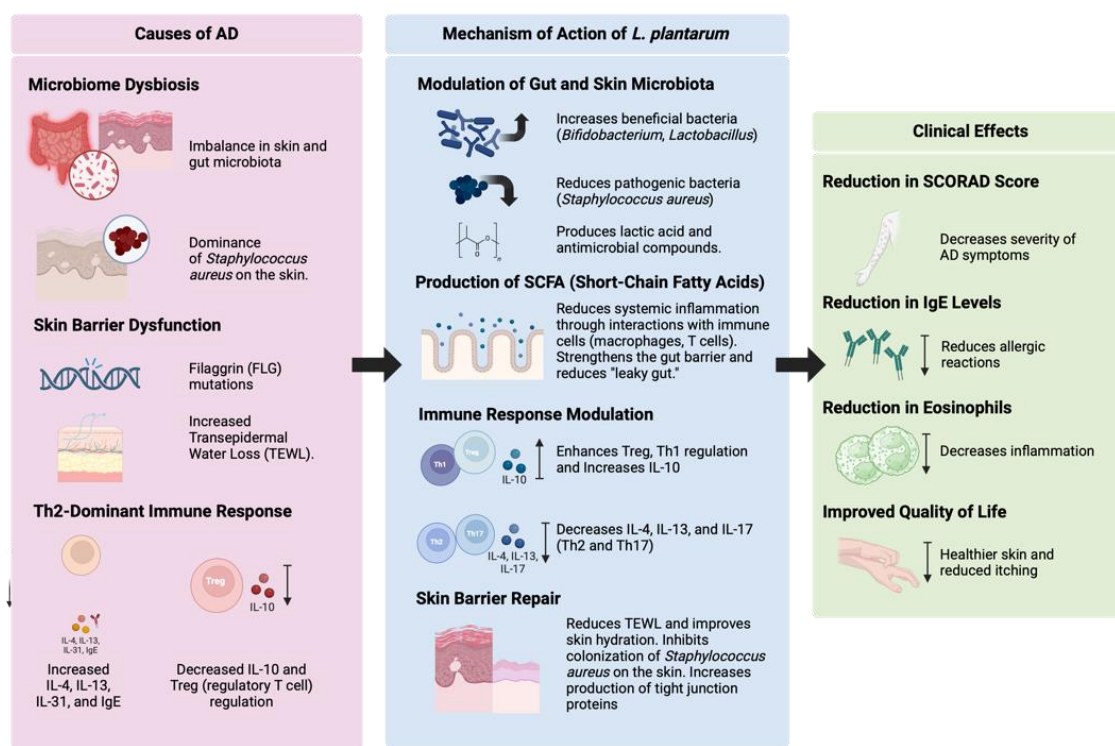 Causes of AD
Microbiome Dysbiosis
Imbalance in skin and
gut microbiota
Dominance
of Staphylococcus
aureus on the skin.
Skin Barrier Dysfunction
Filaggrin (FLG)
mutations
Increased
Transepidermal
Water Loss (TEWL).
Th2-Dominant Immune Response
Treg
IL-10
IL-4, IL-13,
IL-31, IgE
Increased
IL-4, IL-13,
IL-31, and IgE
Decreased IL-10 and
Treg (regulatory T cell)
regulation
Mechanism of Action of L. plantarum
Modulation of Gut and Skin Microbiota
Increases beneficial bacteria
(Bifidobacterium, Lactobacillus)
Reduces pathogenic bacteria
(Staphylococcus aureus)
O
O
n
Produces lactic acid and
antimicrobial compounds.
Production of SCFA (Short-Chain Fatty Acids)
Reduces systemic inflammation
through interactions with immune
cells (macrophages, T cells).
Strengthens the gut barrier and
reduces "leaky gut."
Immune Response Modulation
Th1
Treg
IL-10
Enhances Treg, Th1 regulation
and Increases IL-10
Th2
Th17
IL-4, IL-13,
IL-17
Decreases IL-4, IL-13, and IL-17
(Th2 and Th17)
Skin Barrier Repair
Reduces TEWL and improves
skin hydration. Inhibits
colonization of Staphylococcus
aureus on the skin. Increases
production of tight junction
proteins
Clinical Effects
Reduction in SCORAD Score
Decreases severity of
AD symptoms
Reduction in IgE Levels
Reduces allergic
reactions
Reduction in Eosinophils
Decreases inflammation
Improved Quality of Life
Healthier skin and
reduced itching